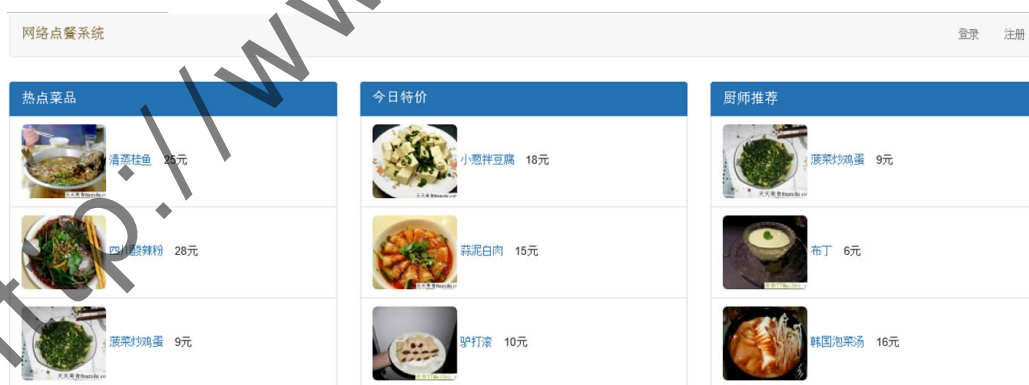 网络点餐系统
登录 注册
热点菜品
清蒸桂鱼 25元
四川酸辣粉 28元
菠菜炒鸡蛋 9元
今日特价
小葱拌豆腐 18元
蒜泥白肉 15元
驴打滚 10元
厨师推荐
菠菜炒鸡蛋 9元
布丁 6元
韩国泡菜汤 16元
ttp://ww